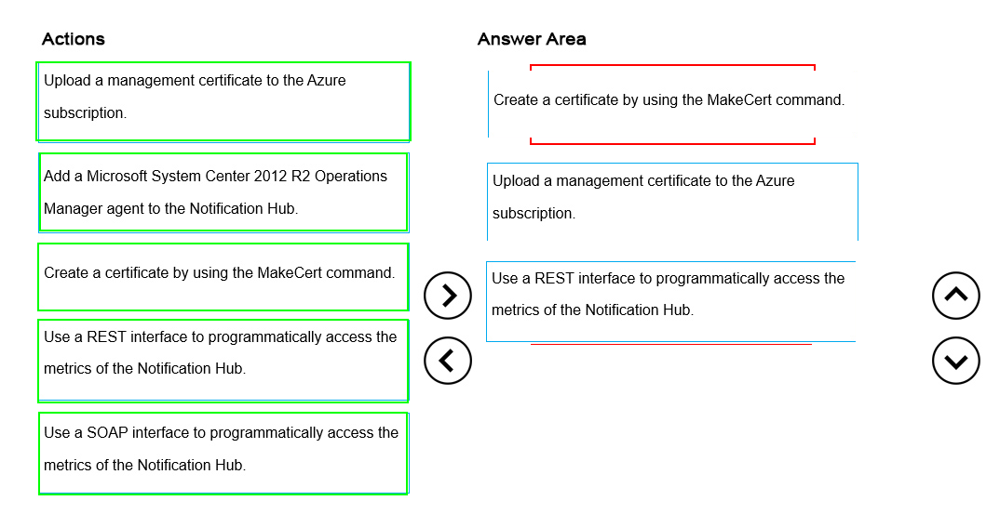 Actions
Upload a management certificate to the Azure
subscription.
Add a Microsoft System Center 2012 R2 Operations
Manager agent to the Notification Hub.
Create a certificate by using the MakeCert command.
Use a REST interface to programmatically access the
metrics of the Notification Hub.
Use a SOAP interface to programmatically access the
metrics of the Notification Hub.
Answer Area
Create a certificate by using the MakeCert command.
Upload a management certificate to the Azure
subscription.
Use a REST interface to programmatically access the
metrics of the Notification Hub.